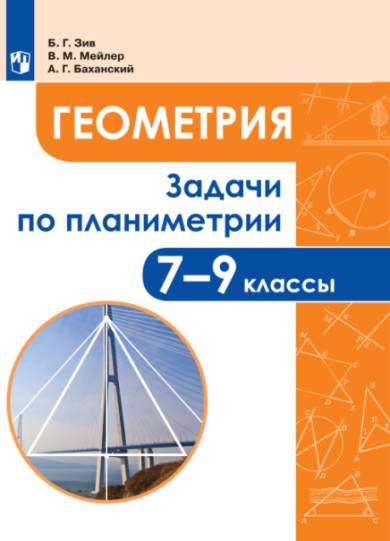 Б. Г. Зив
В. М. Мейлер
А. Г. Баханский
ГЕОМЕТРИЯ
Задачи
по планиметрии
7–9 классы